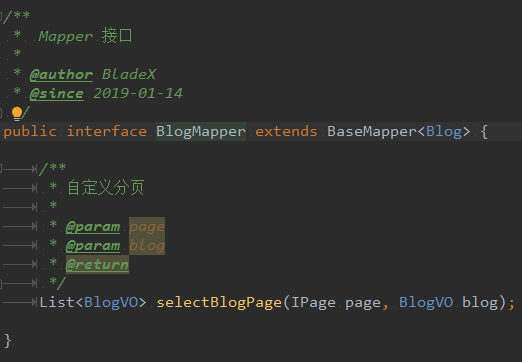 /**
 * Mapper 接口
 *
 * @author BladeX
 * @since 2019-01-14
 */
public interface BlogMapper extends BaseMapper<Blog> {
/**
 * 自定义分页
 *
 * @param page
 * @param blog
 * @return
 */
List<BlogVO> selectBlogPage(IPage page, BlogVO blog);
}